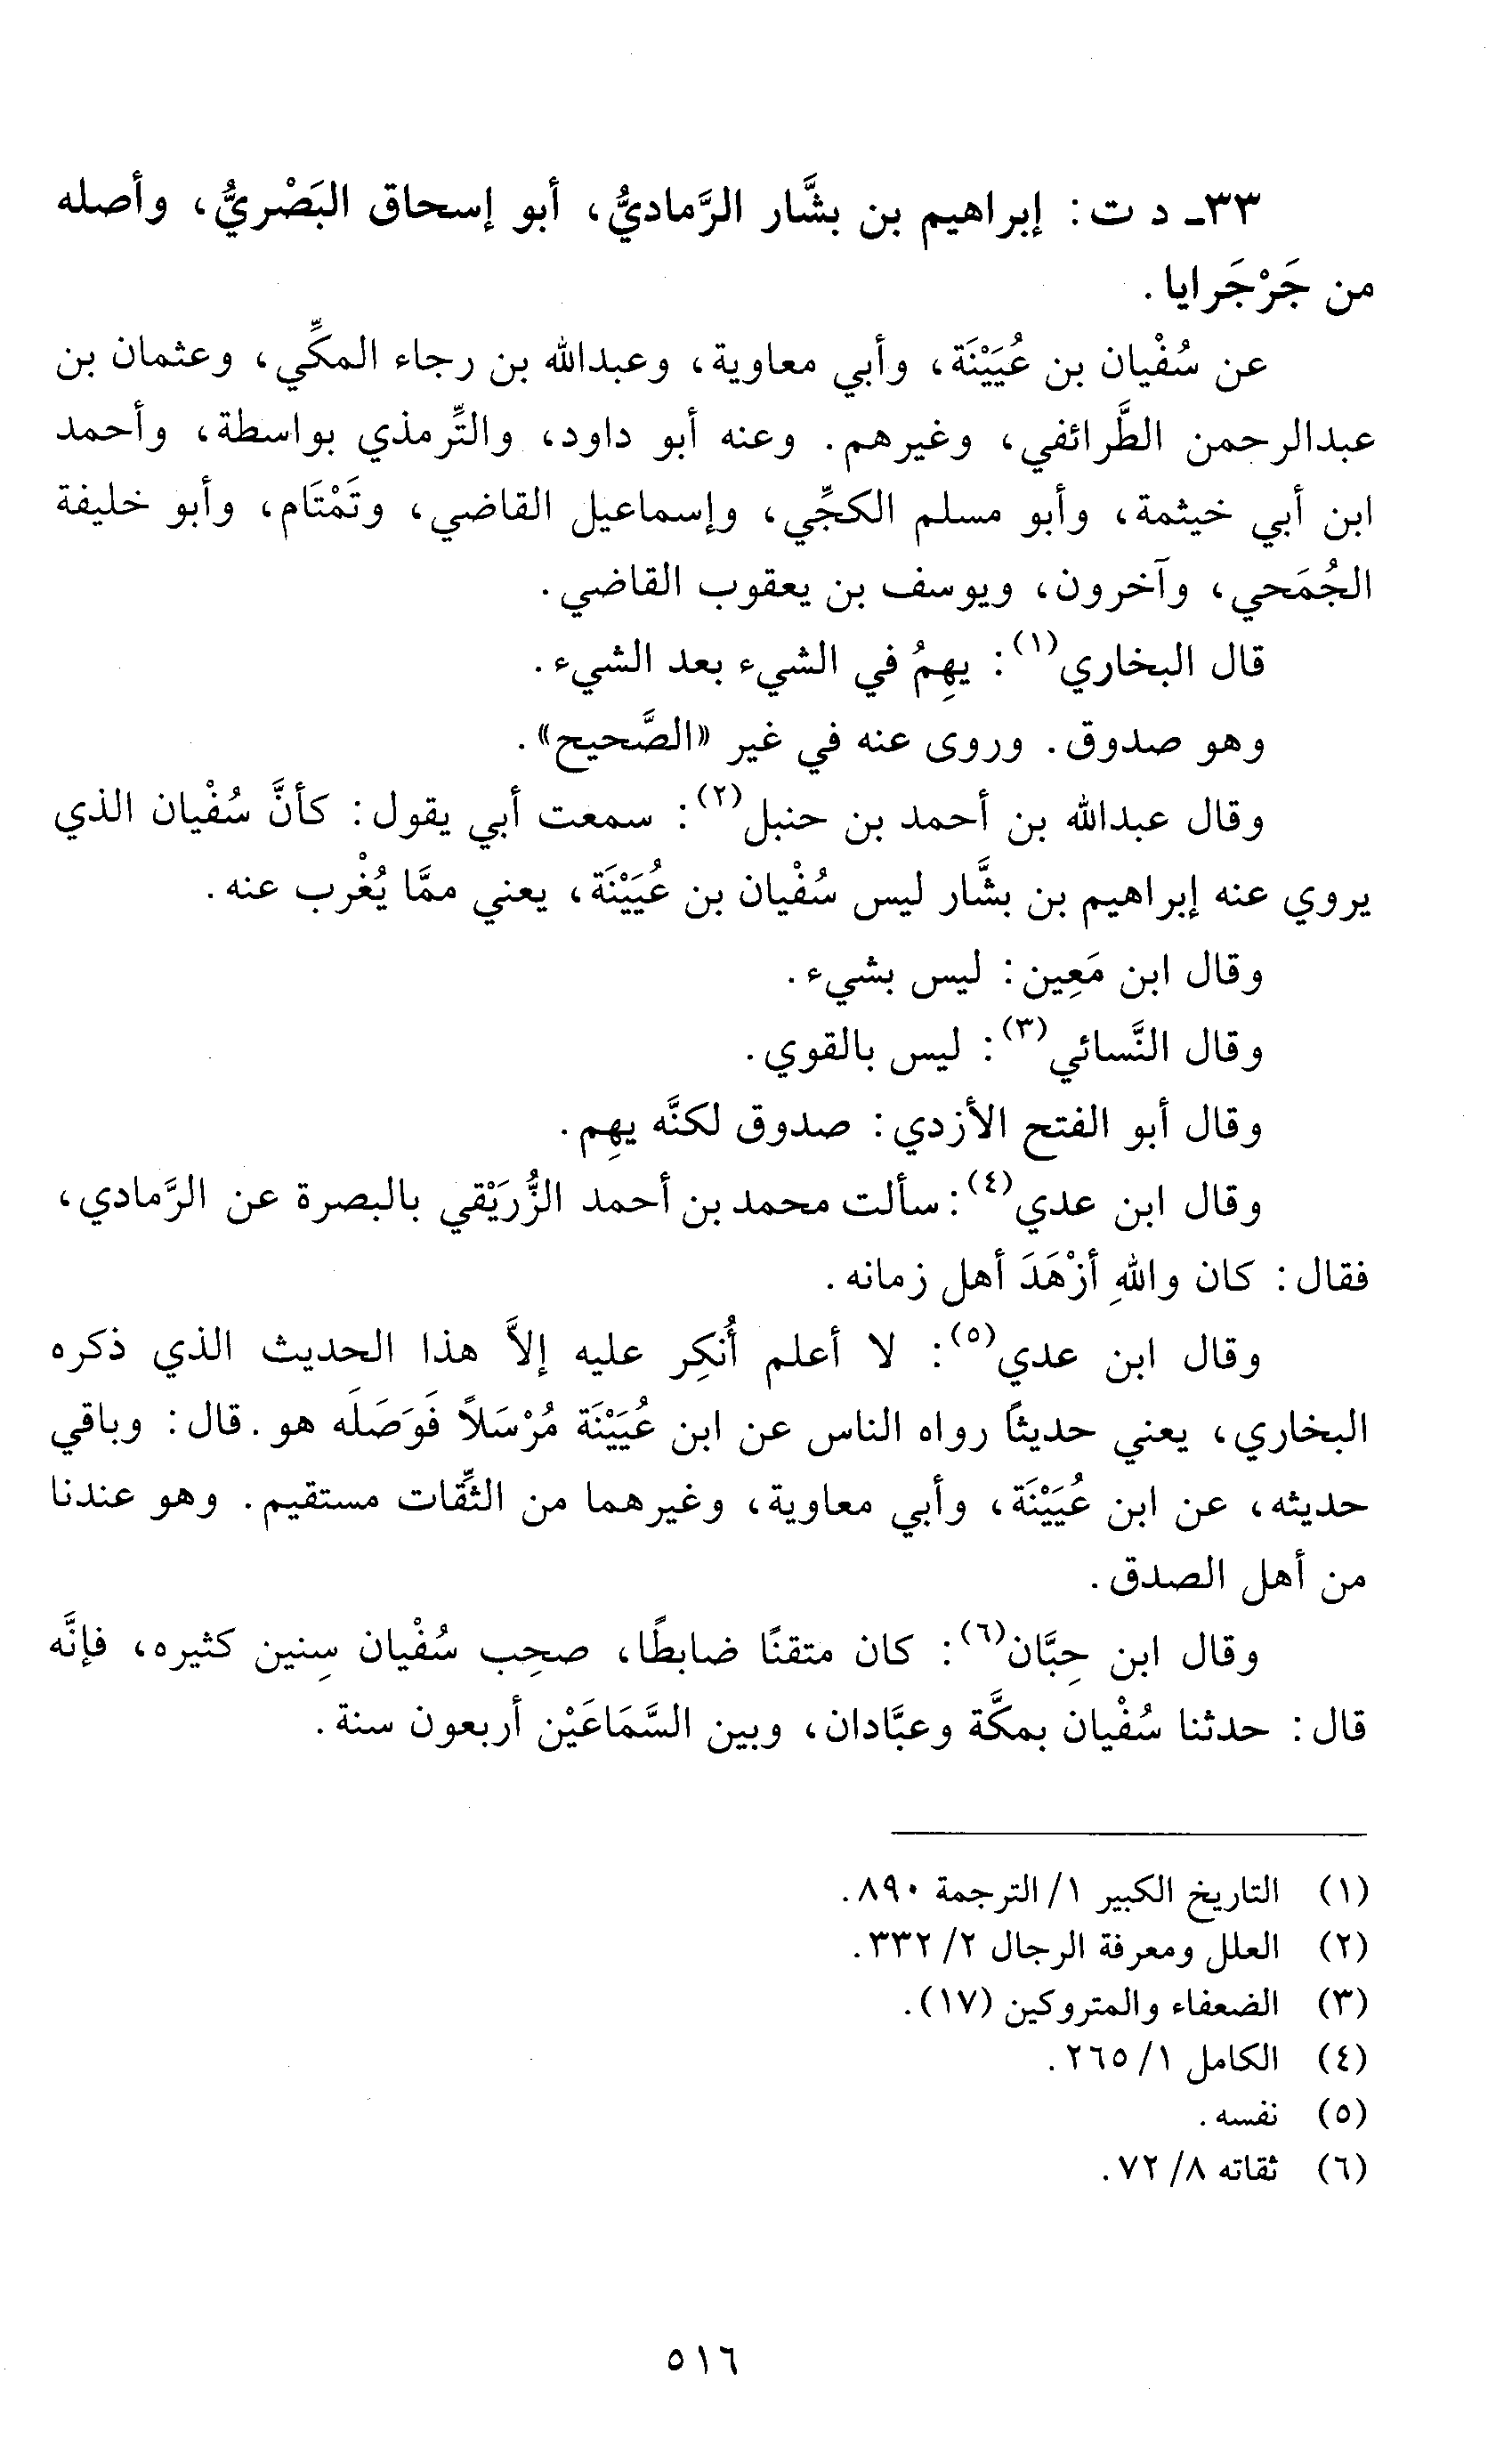 ٣٣ـ د ت: إبراهيم بن بشَّار الرَّماديُّ، أبو إسحاق البَصْريُّ، وأصله
من جَرْجَرايا.
عن سُفْيان بن عُيَيْنَة، وأبي معاوية، وعبدالله بن رجاء المكِّي، وعثمان بن
عبدالرحمن الطَّرائفي، وغيرهم. وعنه أبو داود، والتِّرمذي بواسطة، وأحمد
ابن أبي خيثمة، وأبو مسلم الكجِّي، وإسماعيل القاضي، وتَمْتَام، وأبو خليفة
الجُمَحي، وآخرون، ويوسف بن يعقوب القاضي.
قال البخاري(١): يهِمُ في الشيء بعد الشيء.
وهو صدوق. وروى عنه في غير «الصَّحيح».
وقال عبدالله بن أحمد بن حنبل(٢): سمعت أبي يقول: كأنَّ سُفْيان الذي
يروي عنه إبراهيم بن بشَّار ليس سُفْيان بن عُيَيْنَة، يعني ممَّا يُغْرب عنه.
وقال ابن مَعِين: ليس بشيء.
وقال النَّسائي(٣): ليس بالقوي.
وقال أبو الفتح الأزدي: صدوق لكنَّه يهِم.
وقال ابن عدي(٤): سألت محمد بن أحمد الزُّرَيْقي بالبصرة عن الرَّمادي،
فقال: كان واللهِ أزْهَدَ أهل زمانه.
وقال ابن عدي(٥): لا أعلم أُنكِر عليه إلاَّ هذا الحديث الذي ذكره
البخاري، يعني حديثاً رواه الناس عن ابن عُيَيْنَة مُرْسَلاً فَوَصَلَه هو. قال: وباقي
حديثه، عن ابن عُيَيْنَة، وأبي معاوية، وغيرهما من الثِّقات مستقيم. وهو عندنا
من أهل الصدق.
وقال ابن حِبَّان(٦): كان متقنًا ضابطًا، صحِب سُفْيان سِنين كثيره، فإنَّه
قال: حدثنا سُفْيان بمكَّة وعبَّادان، وبين السَّمَاعَيْن أربعون سنة.
(١) التاريخ الكبير ١/ الترجمة ٨٩٠.
(٢) العلل ومعرفة الرجال ٢/ ٣٣٢.
(٣) الضعفاء والمتروكين (١٧).
(٤) الكامل ١/ ٢٦٥.
(٥) نفسه.
(٦) ثقاته ٨/ ٧٢.
٥١٦